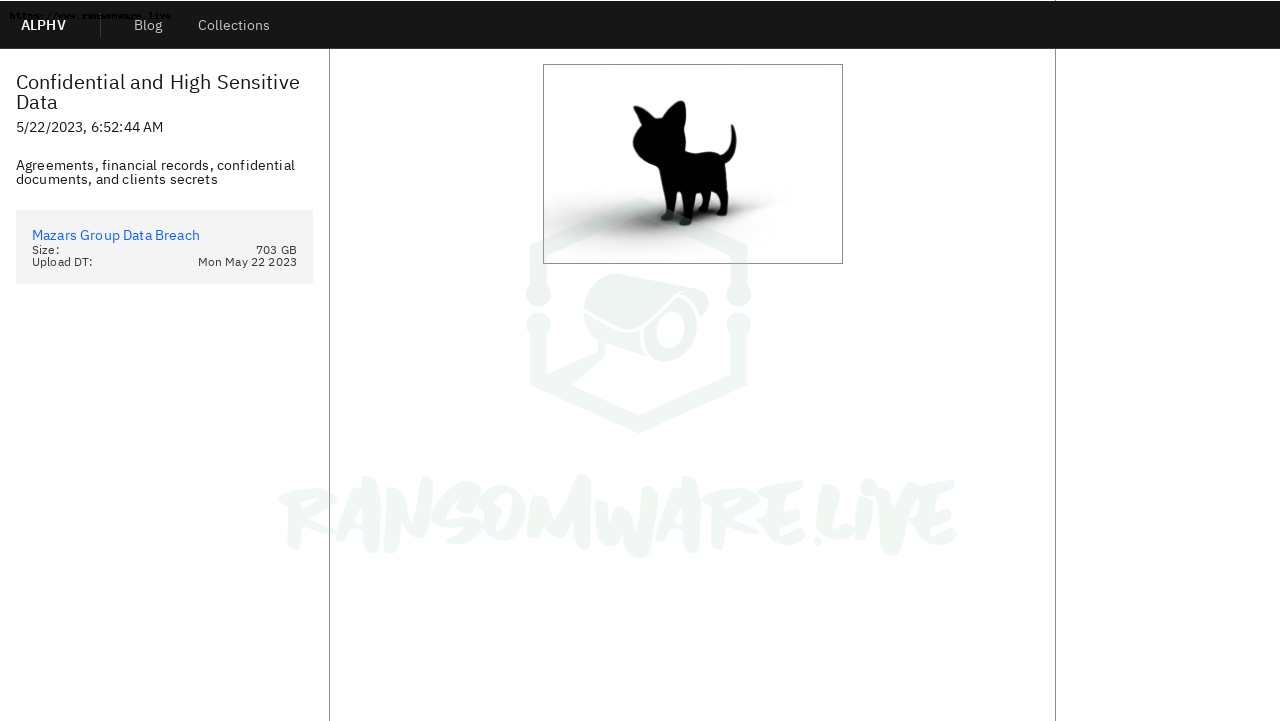 https://www.ransomware.live
ALPHV
Blog
Collections
Confidential and High Sensitive
Data
5/22/2023, 6:52:44 AM
Agreements, financial records, confidential
documents, and clients secrets
Mazars Group Data Breach
Size: 703 GB
Upload DT: Mon May 22 2023
RANSOMWARE.LIVE